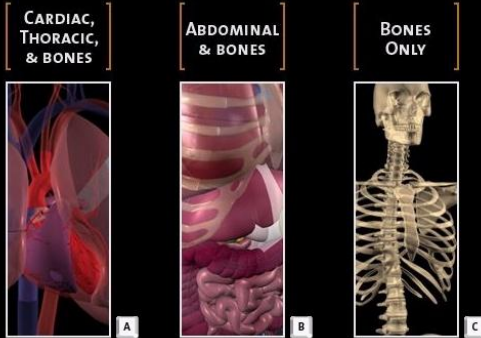 CARDIAC,
THORACIC,
& BONES
ABDOMINAL
& BONES
BONES
ONLY
A
B
C